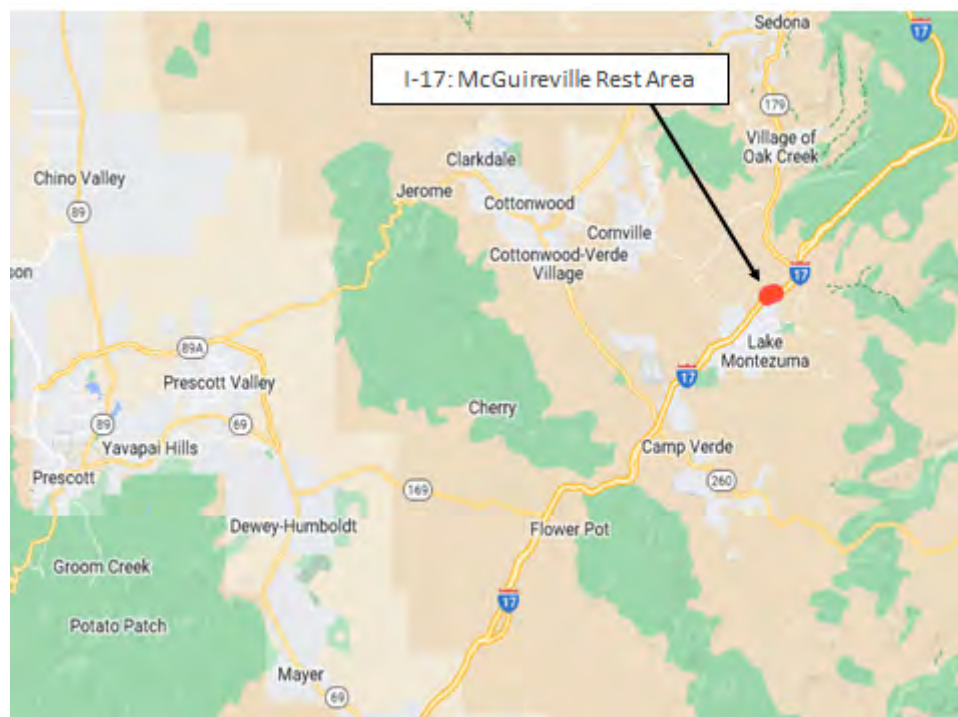 Sedona
17
I-17: McGuireville Rest Area
179
Village of
Oak Creek
Clarkdale
Chino Valley
Jerome
89
Cottonwood
Cornville
Cottonwood-Verde
Village
son
17
89A
Lake
Montezuma
Prescott Valley
17
Cherry
89
69
Yavapai Hills
Camp Verde
Prescott
169
260
Dewey-Humboldt
Flower Pot
Groom Creek
17
Potato Patch
Mayer
69